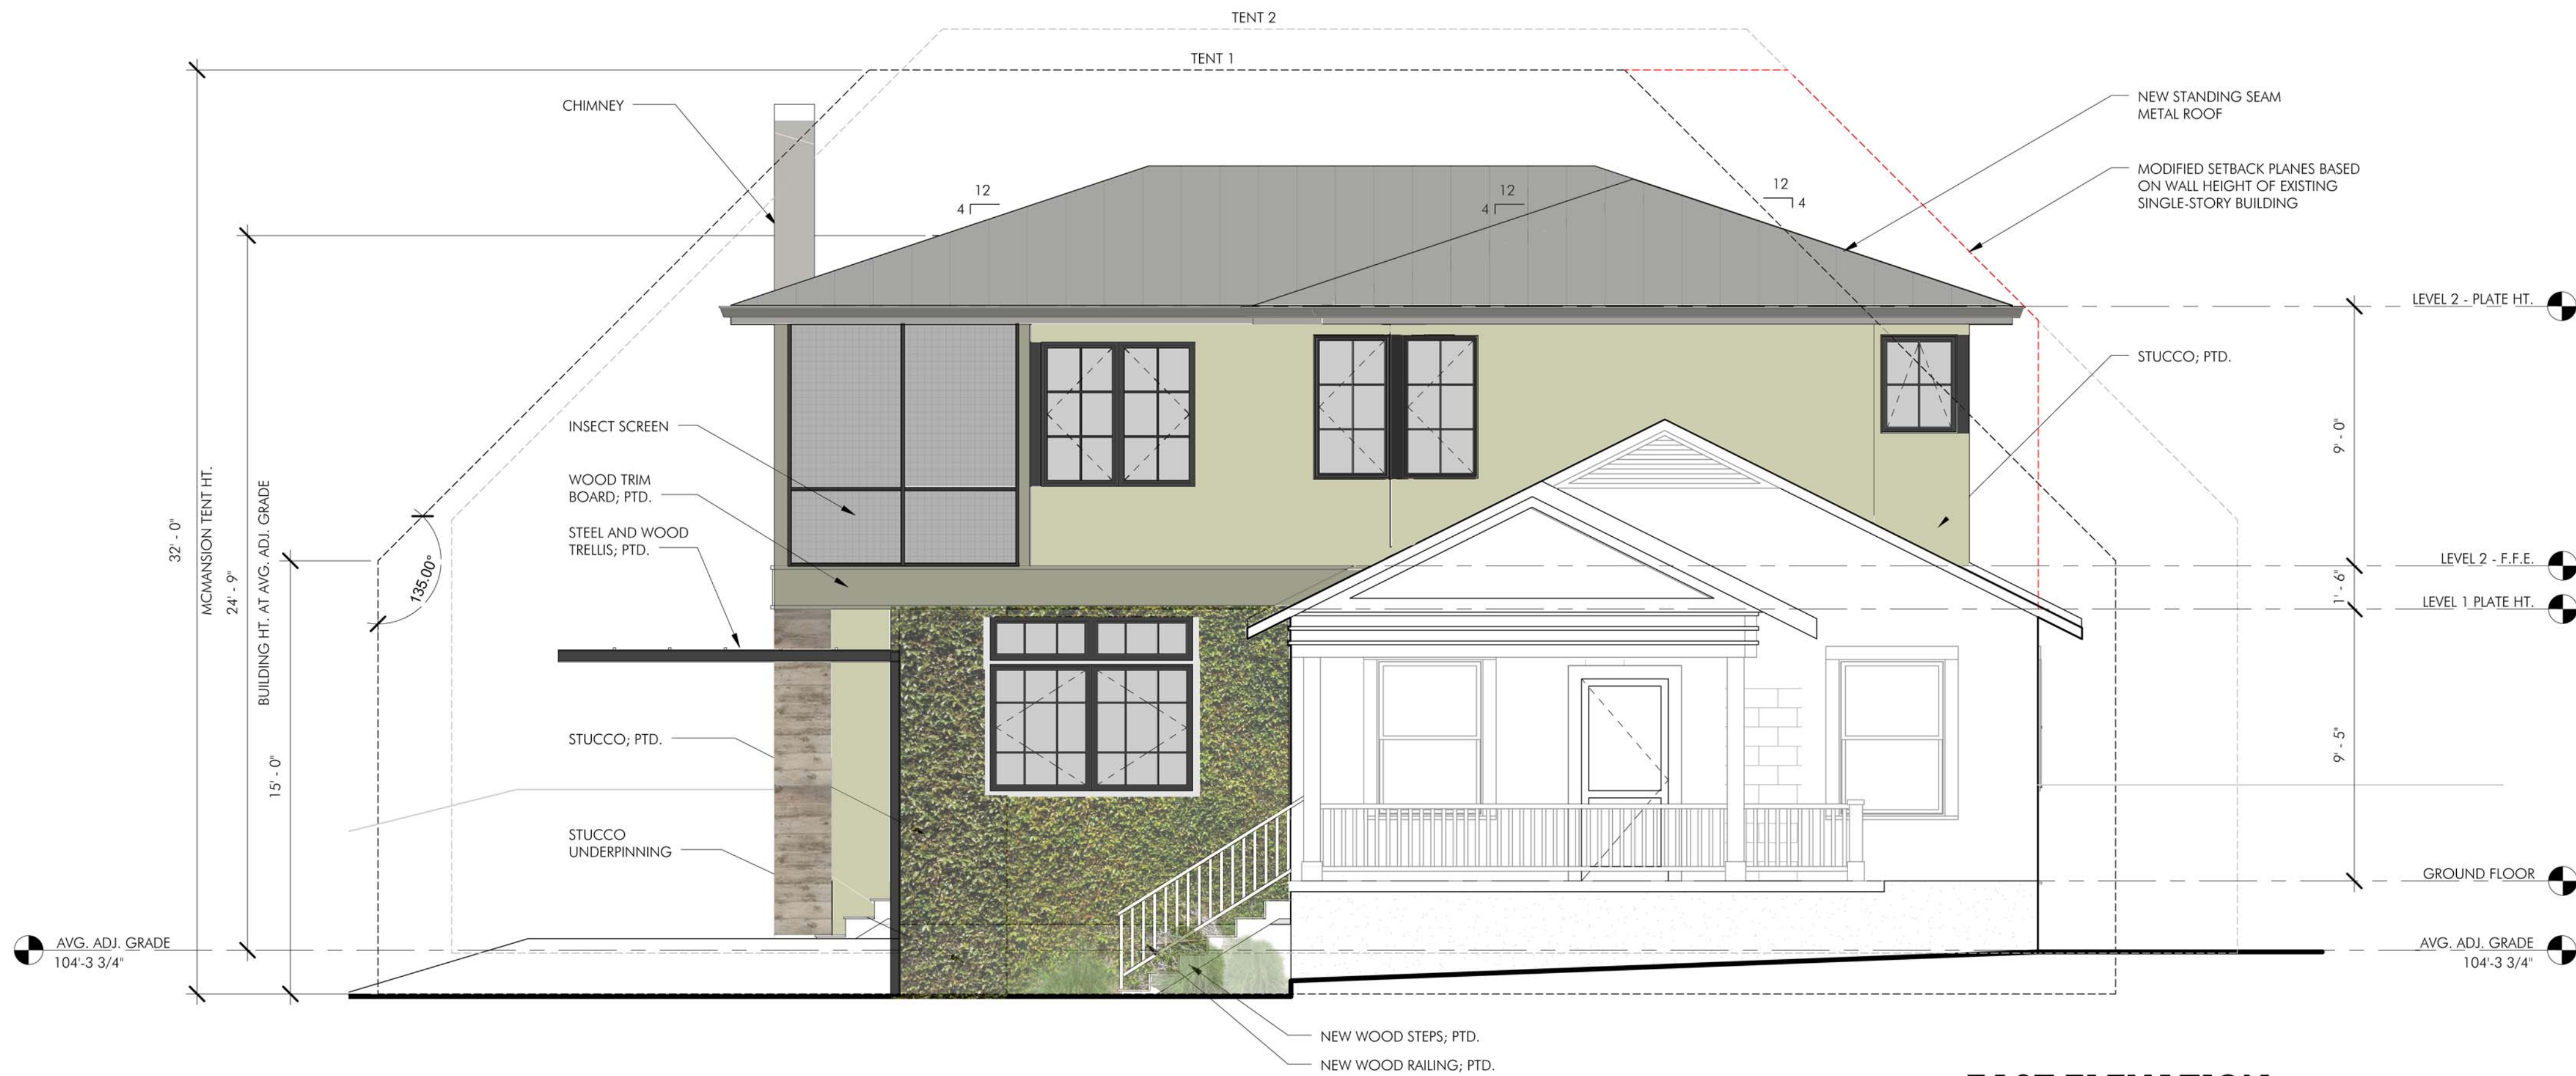 TENT 2
TENT 1
CHIMNEY
NEW STANDING SEAM
METAL ROOF
MODIFIED SETBACK PLANES BASED
ON WALL HEIGHT OF EXISTING
SINGLE-STORY BUILDING
12
4
12
4
12
4
LEVEL 2 - PLATE HT.
STUCCO; PTD.
INSECT SCREEN
WOOD TRIM
BOARD; PTD.
STEEL AND WOOD
TRELLIS; PTD.
135.00°
32' - 0"
MCMANSION TENT HT.
24' - 9"
BUILDING HT. AT AVG. ADJ. GRADE
15' - 0"
9' - 0"
LEVEL 2 - F.F.E.
1' - 6"
LEVEL 1 PLATE HT.
9' - 5"
STUCCO; PTD.
STUCCO
UNDERPINNING
GROUND FLOOR
AVG. ADJ. GRADE
104'-3 3/4"
AVG. ADJ. GRADE
104'-3 3/4"
NEW WOOD STEPS; PTD.
NEW WOOD RAILING; PTD.